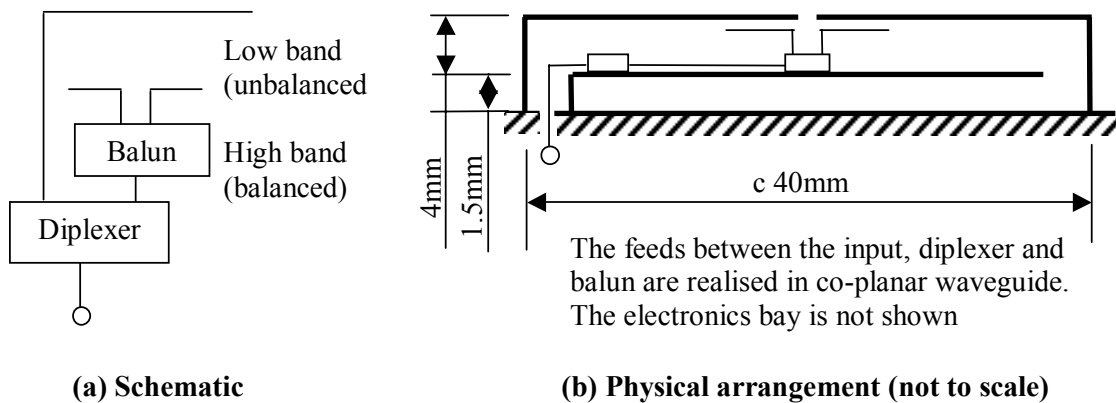 Low band
(unbalanced
Balun
High band
(balanced)
Diplexer
(a) Schematic
4mm
1.5mm
c 40mm
The feeds between the input, diplexer and
balun are realised in co-planar waveguide.
The electronics bay is not shown
(b) Physical arrangement (not to scale)